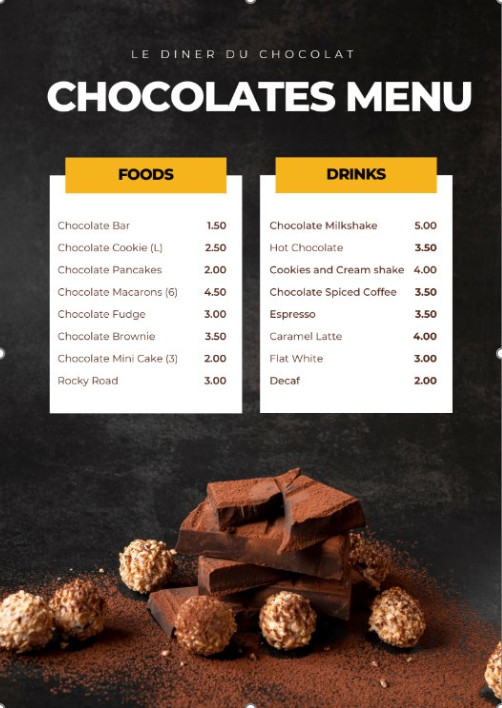 LE DINER DU CHOCOLAT
CHOCOLATES MENU
FOODS
Chocolate Bar 1.50
Chocolate Cookie (L) 2.50
Chocolate Pancakes 2.00
Chocolate Macarons (6) 4.50
Chocolate Fudge 3.00
Chocolate Brownie 3.50
Chocolate Mini Cake (3) 2.00
Rocky Road 3.00
DRINKS
Chocolate Milkshake 5.00
Hot Chocolate 3.50
Cookies and Cream shake 4.00
Chocolate Spiced Coffee 3.50
Espresso 3.50
Caramel Latte 4.00
Flat White 3.00
Decaf 2.00